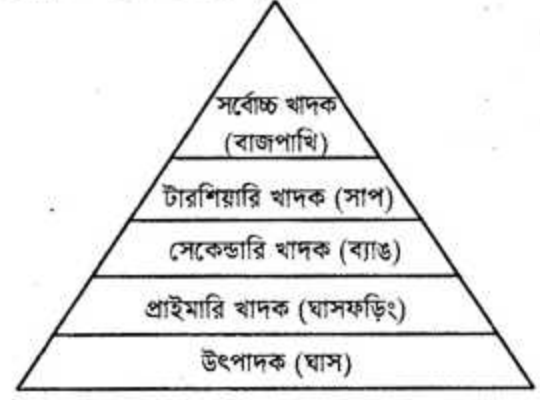 সর্বোচ্চ খাদক
(বাজপাখি)
টারশিয়ারি খাদক (সাপ)
সেকেন্ডারি খাদক (ব্যাঙ)
প্রাইমারি খাদক (ঘাসফড়িং)
উৎপাদক (ঘাস)